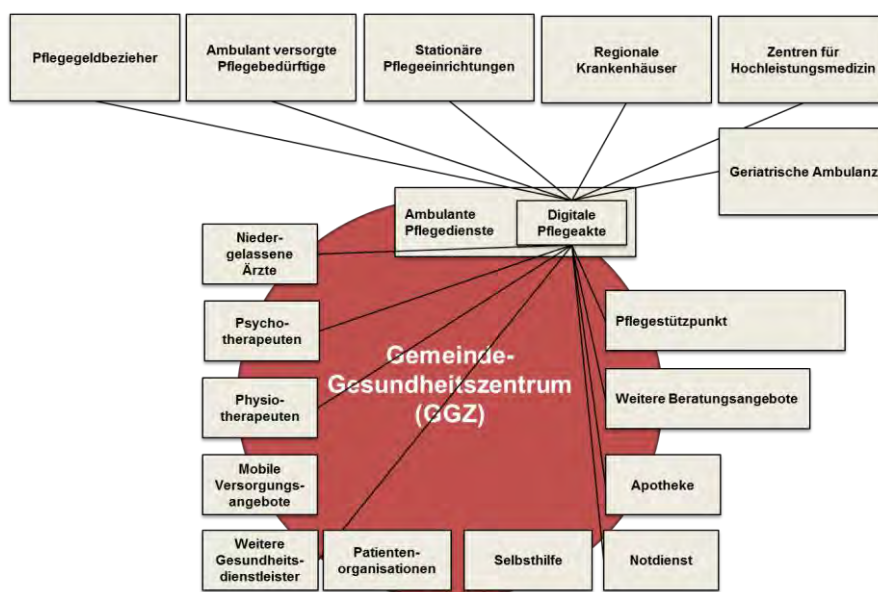 Pflegegeldbezieher
Ambulant versorgte
Pflegebedürftige
Stationäre
Pflegeeinrichtungen
Regionale
Krankenhäuser
Zentren für
Hochleistungsmedizin
Geriatrische Ambulanz
Ambulante
Pflegedienste
Digitale
Pflegeakte
Nieder-
gelassene
Ärzte
Psycho-
therapeuten
Physio-
therapeuten
Mobile
Versorgungs-
angebote
Weitere
Gesundheits-
dienstleister
Gemeinde-
Gesundheitszentrum
(GGZ)
Pflegestützpunkt
Weitere Beratungsangebote
Apotheke
Patienten-
organisationen
Selbsthilfe
Notdienst